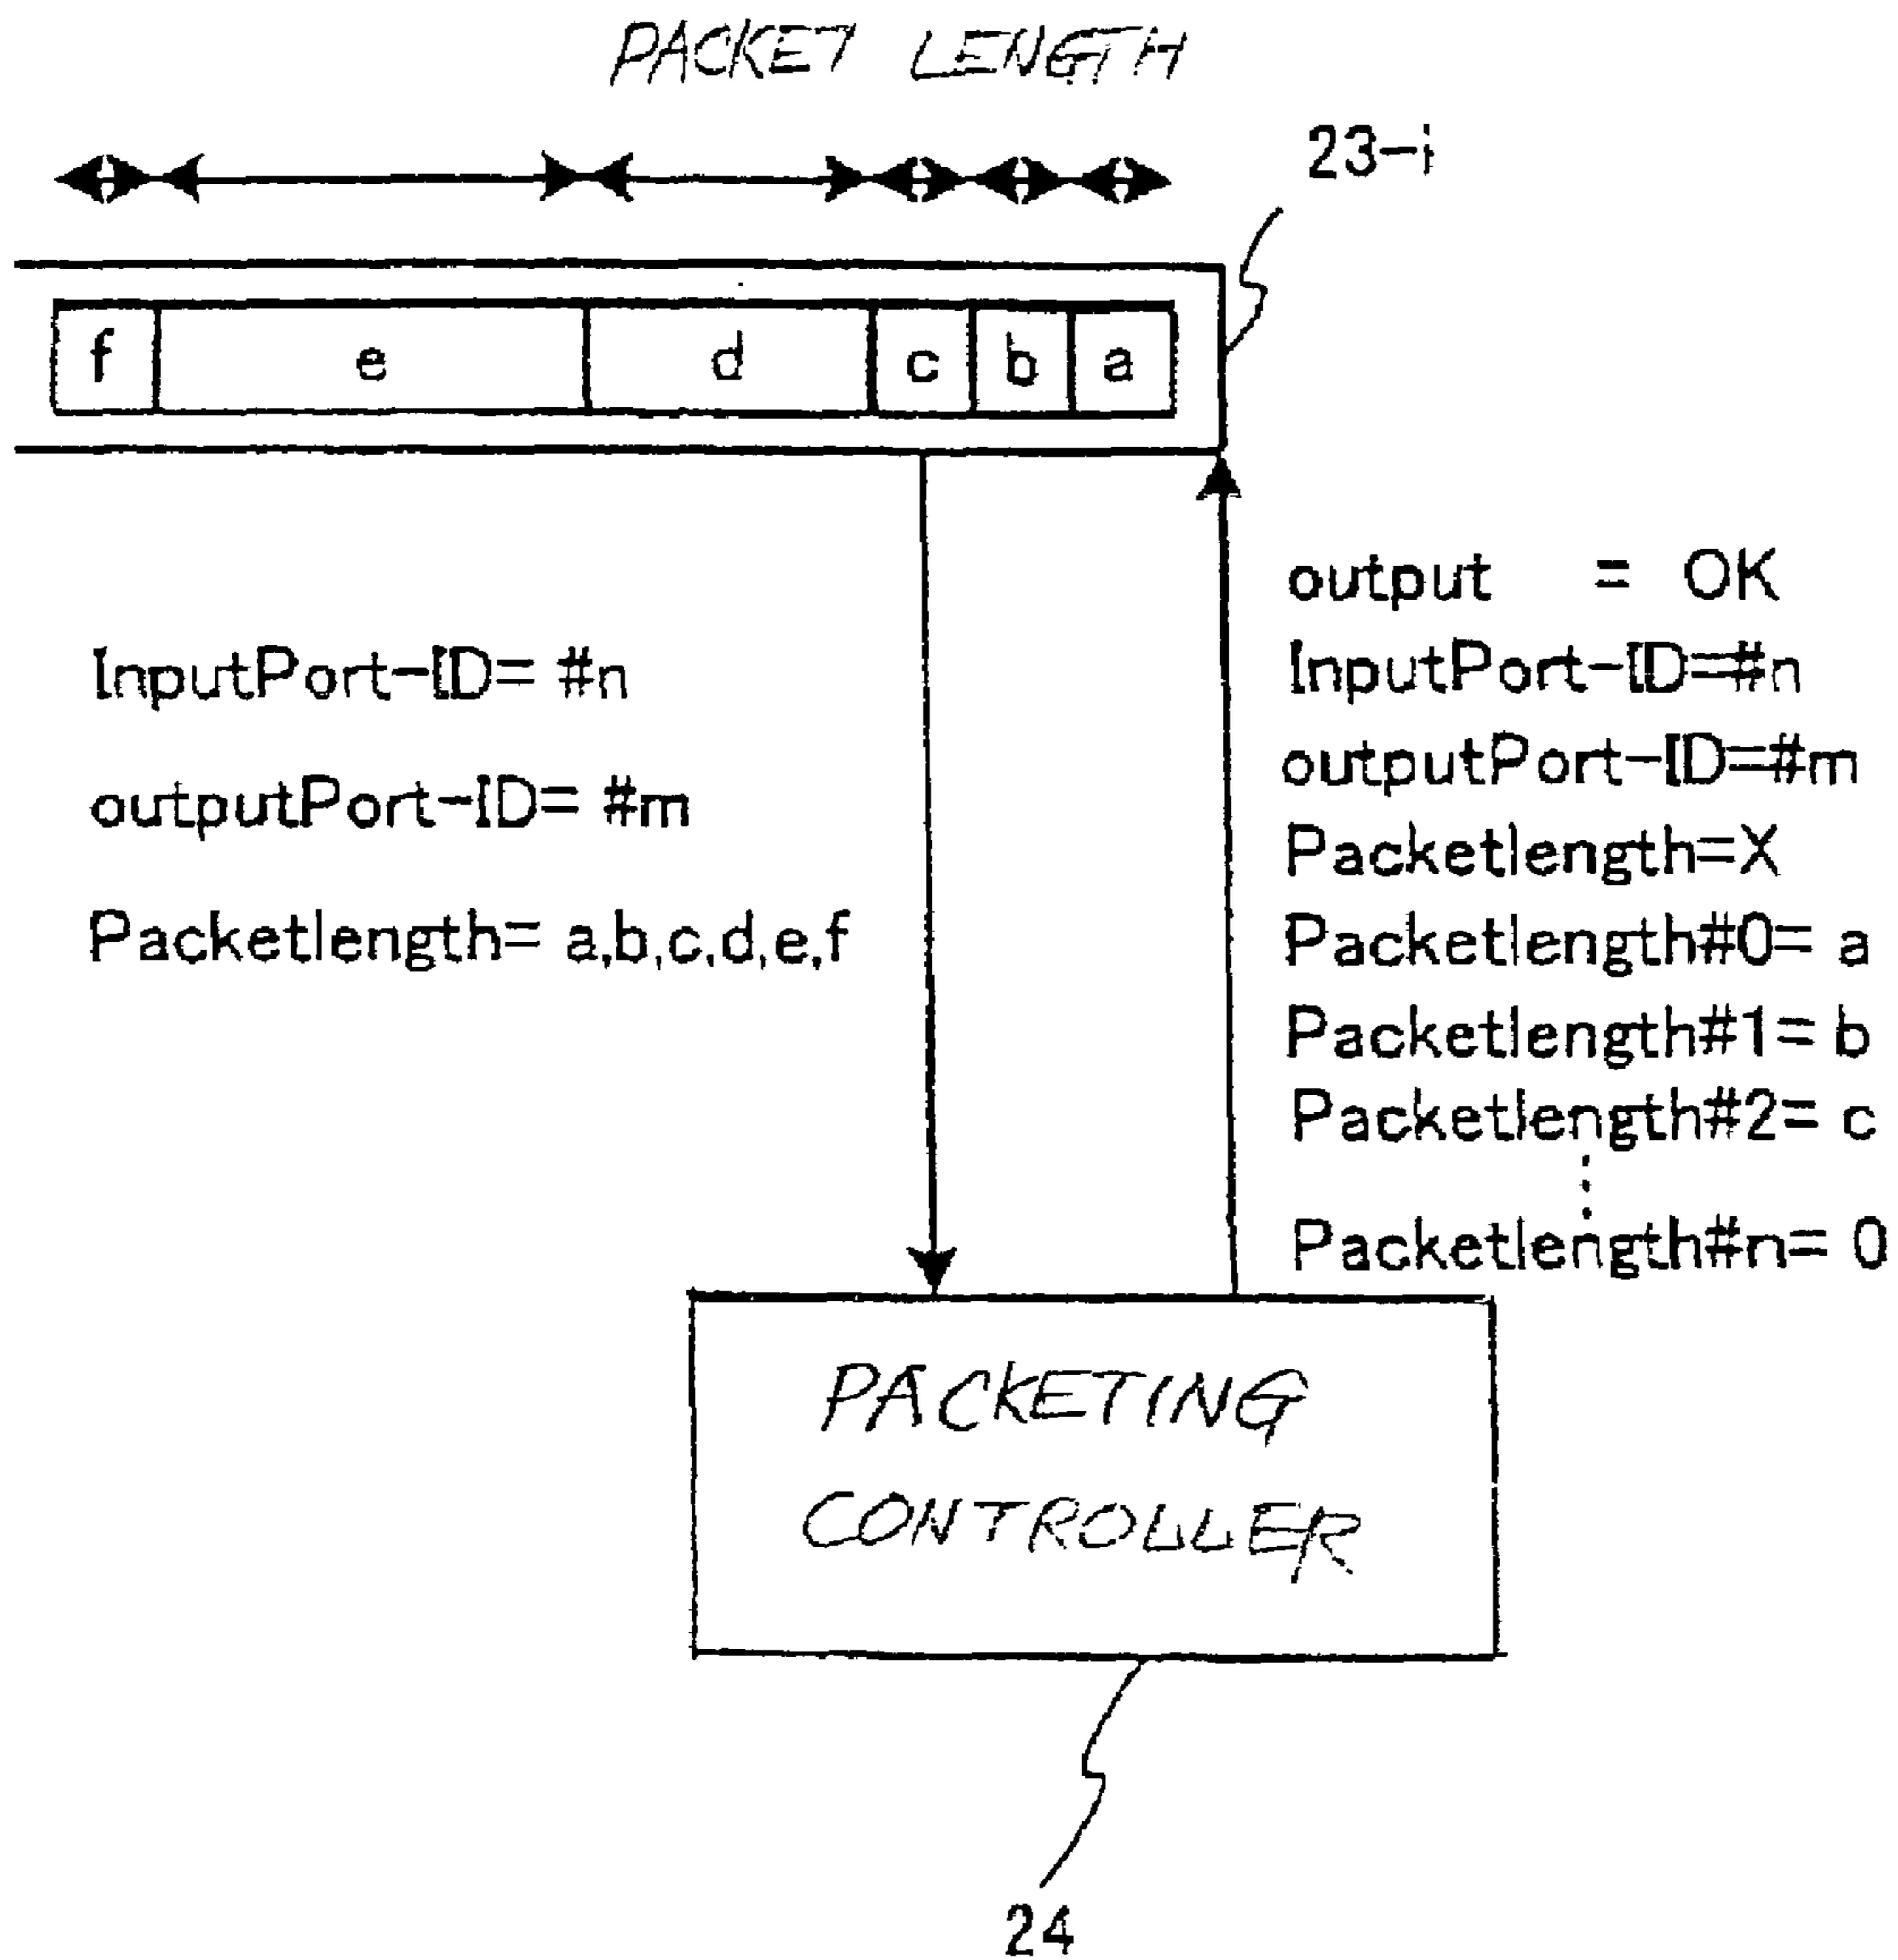 PACKET LENGTH
23-i
f e d c b a
InputPort-ID= #n
outputPort-ID= #m
Packetlength= a,b,c,d,e,f
output = OK
InputPort-ID=#n
outputPort-ID=#m
Packetlength=X
Packetlength#0= a
Packetlength#1= b
Packetlength#2= c
⋮
Packetlength#n= 0
PACKETING
CONTROLLER
24